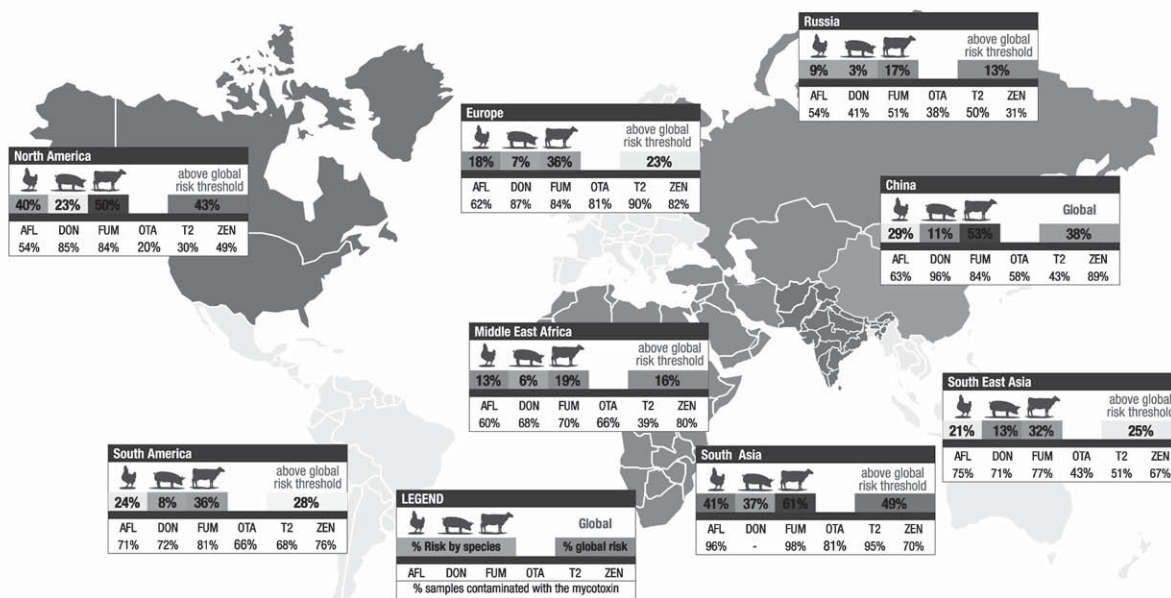 Russia
above global
risk threshold
9% 3% 17% 13%
AFL DON FUM OTA T2 ZEN
54% 41% 51% 38% 50% 31%
Europe
above global
risk threshold
18% 7% 36% 23%
AFL DON FUM OTA T2 ZEN
62% 87% 84% 81% 90% 82%
North America
above global
risk threshold
40% 23% 50% 43%
AFL DON FUM OTA T2 ZEN
54% 85% 84% 20% 30% 49%
China
Global
29% 11% 53% 38%
AFL DON FUM OTA T2 ZEN
63% 96% 84% 58% 43% 89%
Middle East Africa
above global
risk threshold
13% 6% 19% 16%
AFL DON FUM OTA T2 ZEN
60% 68% 70% 66% 39% 80%
South East Asia
above global
risk threshold
21% 13% 32% 25%
AFL DON FUM OTA T2 ZEN
75% 71% 77% 43% 51% 67%
South America
above global
risk threshold
24% 8% 36% 28%
AFL DON FUM OTA T2 ZEN
71% 72% 81% 66% 68% 76%
LEGEND
Global
% Risk by species % global risk
AFL DON FUM OTA T2 ZEN
% samples contaminated with the mycotoxin
South Asia
above global
risk threshold
41% 37% 61% 49%
AFL DON FUM OTA T2 ZEN
96% - 98% 81% 95% 70%